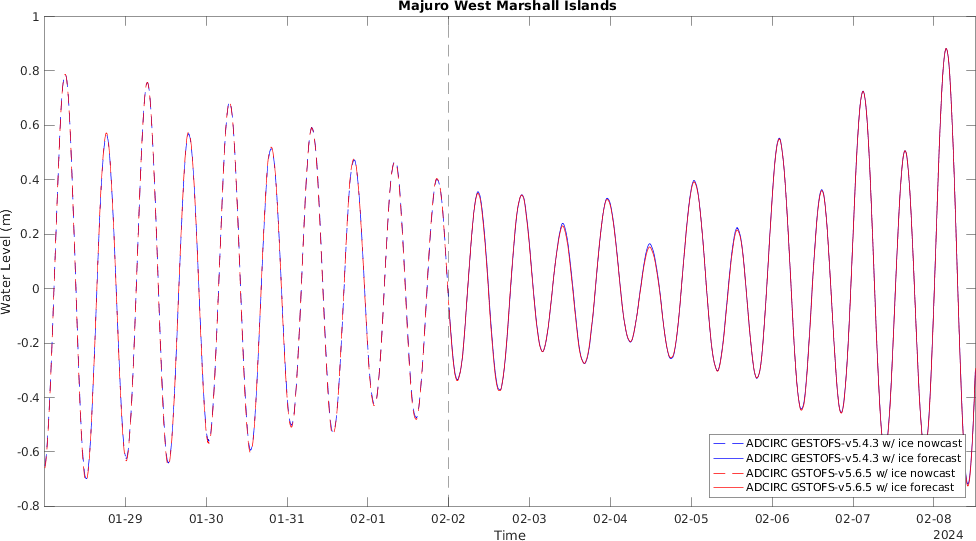 Majuro West Marshall Islands
1
0.8
0.6
0.4
0.2
0
-0.2
-0.4
-0.6
-0.8
Water Level (m)
ADCIRC GESTOFS-v5.4.3 w/ ice nowcast
ADCIRC GESTOFS-v5.4.3 w/ ice forecast
ADCIRC GSTOFS-v5.6.5 w/ ice nowcast
ADCIRC GSTOFS-v5.6.5 w/ ice forecast
01-29 01-30 01-31 02-01 02-02 02-03 02-04 02-05 02-06 02-07 02-08
Time
2024